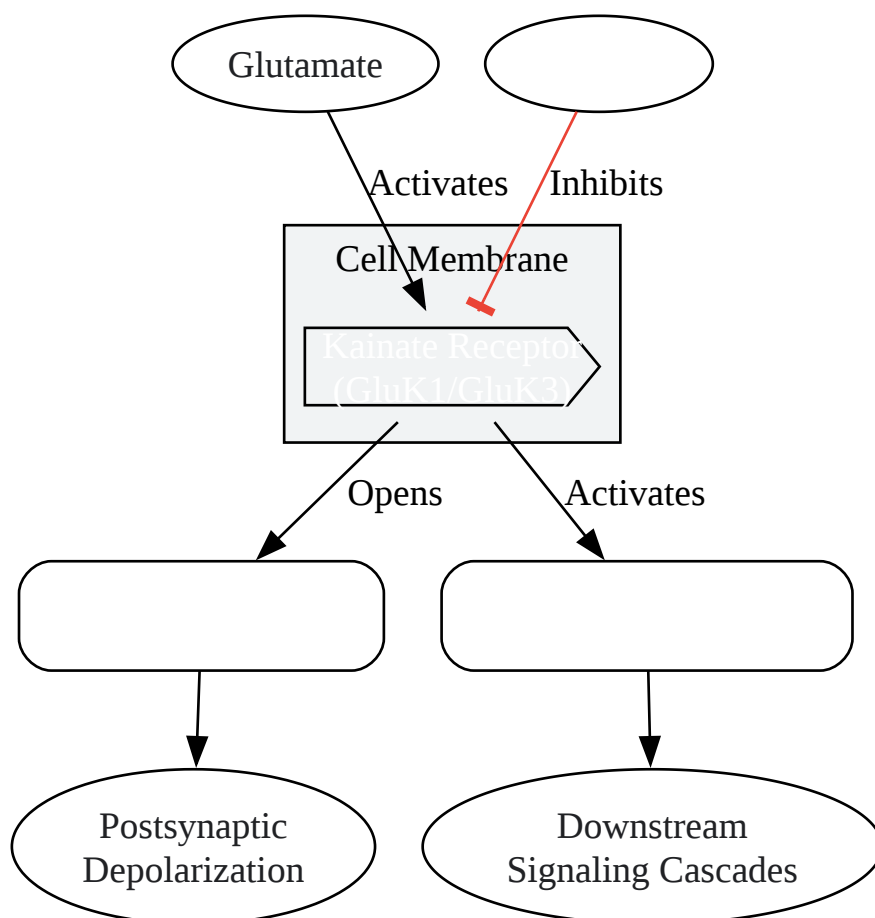 Glutamate
Activates
Inhibits
Cell Membrane
Kainate Receptor
(GluK1/GluK3)
Opens
Activates
Postsynaptic
Depolarization
Downstream
Signaling Cascades